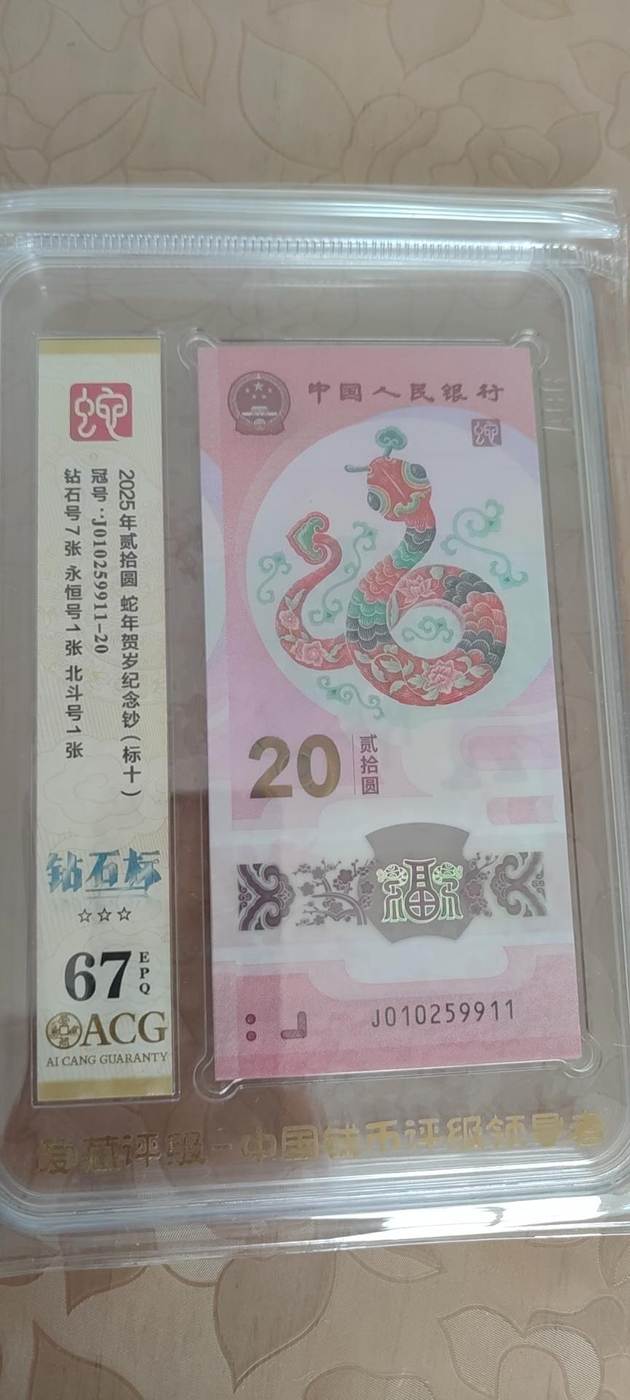 蛇
2025年贰拾圆 蛇年贺岁纪念钞(标十)
冠号:J010259911-20
钻石号7张 永恒号1张 北斗号1张
钻石标
☆☆☆
67 EPQ
ACG
AI CANG GUARANTY
中国人民银行
蛇
20 贰拾圆
福
J010259911
爱藏评级-中国钱币评级领导者